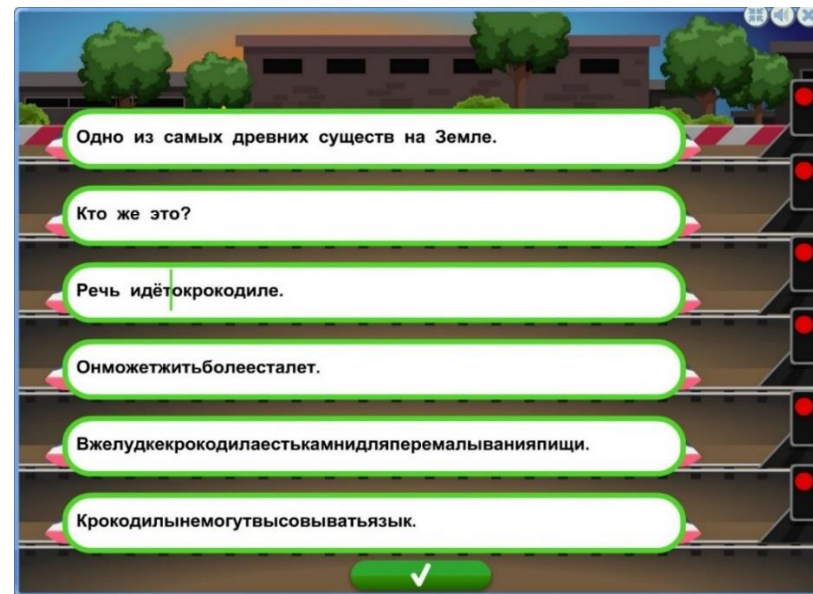 Одно из самых древних существ на Земле.
Кто же это?
Речь идётокрокодиле.
Онможетжитьболеесталет.
Вжелудкекрокодилаестькамнидляперемалыванияпищи.
Крокодилынемогутвысовыватьязык.